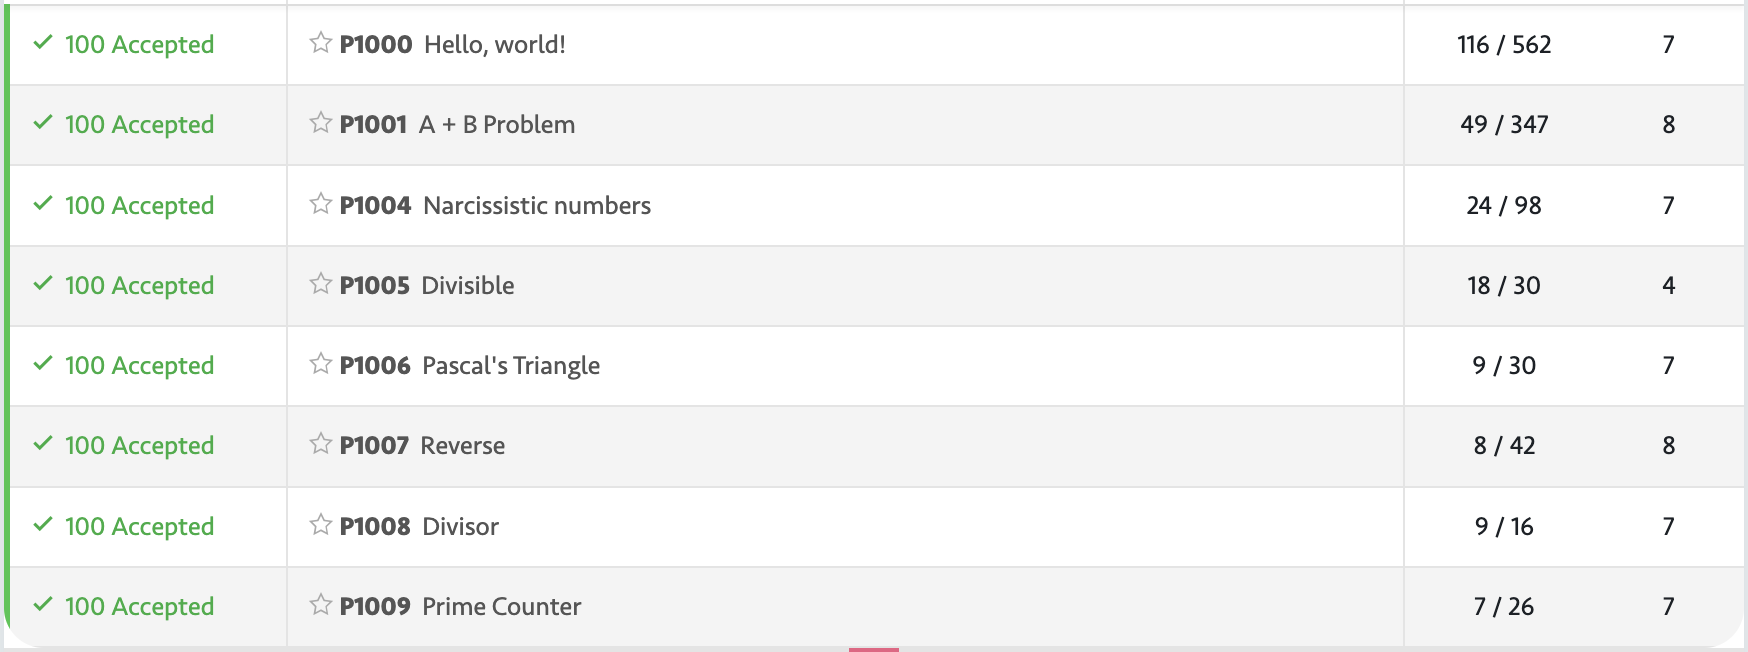 100 Accepted P1000 Hello, world! 116 / 562 7
100 Accepted P1001 A + B Problem 49 / 347 8
100 Accepted P1004 Narcissistic numbers 24 / 98 7
100 Accepted P1005 Divisible 18 / 30 4
100 Accepted P1006 Pascal's Triangle 9 / 30 7
100 Accepted P1007 Reverse 8 / 42 8
100 Accepted P1008 Divisor 9 / 16 7
100 Accepted P1009 Prime Counter 7 / 26 7